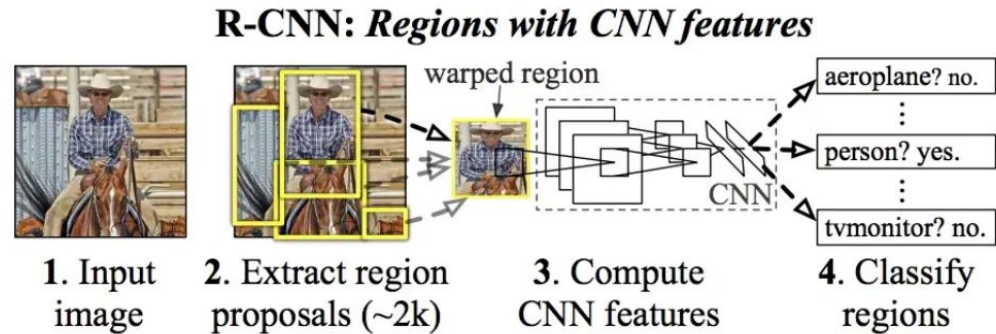 R-CNN: Regions with CNN features
warped region
aeroplane? no.
⋮
person? yes.
⋮
tvmonitor? no.
CNN
1. Input
image
2. Extract region
proposals (~2k)
3. Compute
CNN features
4. Classify
regions